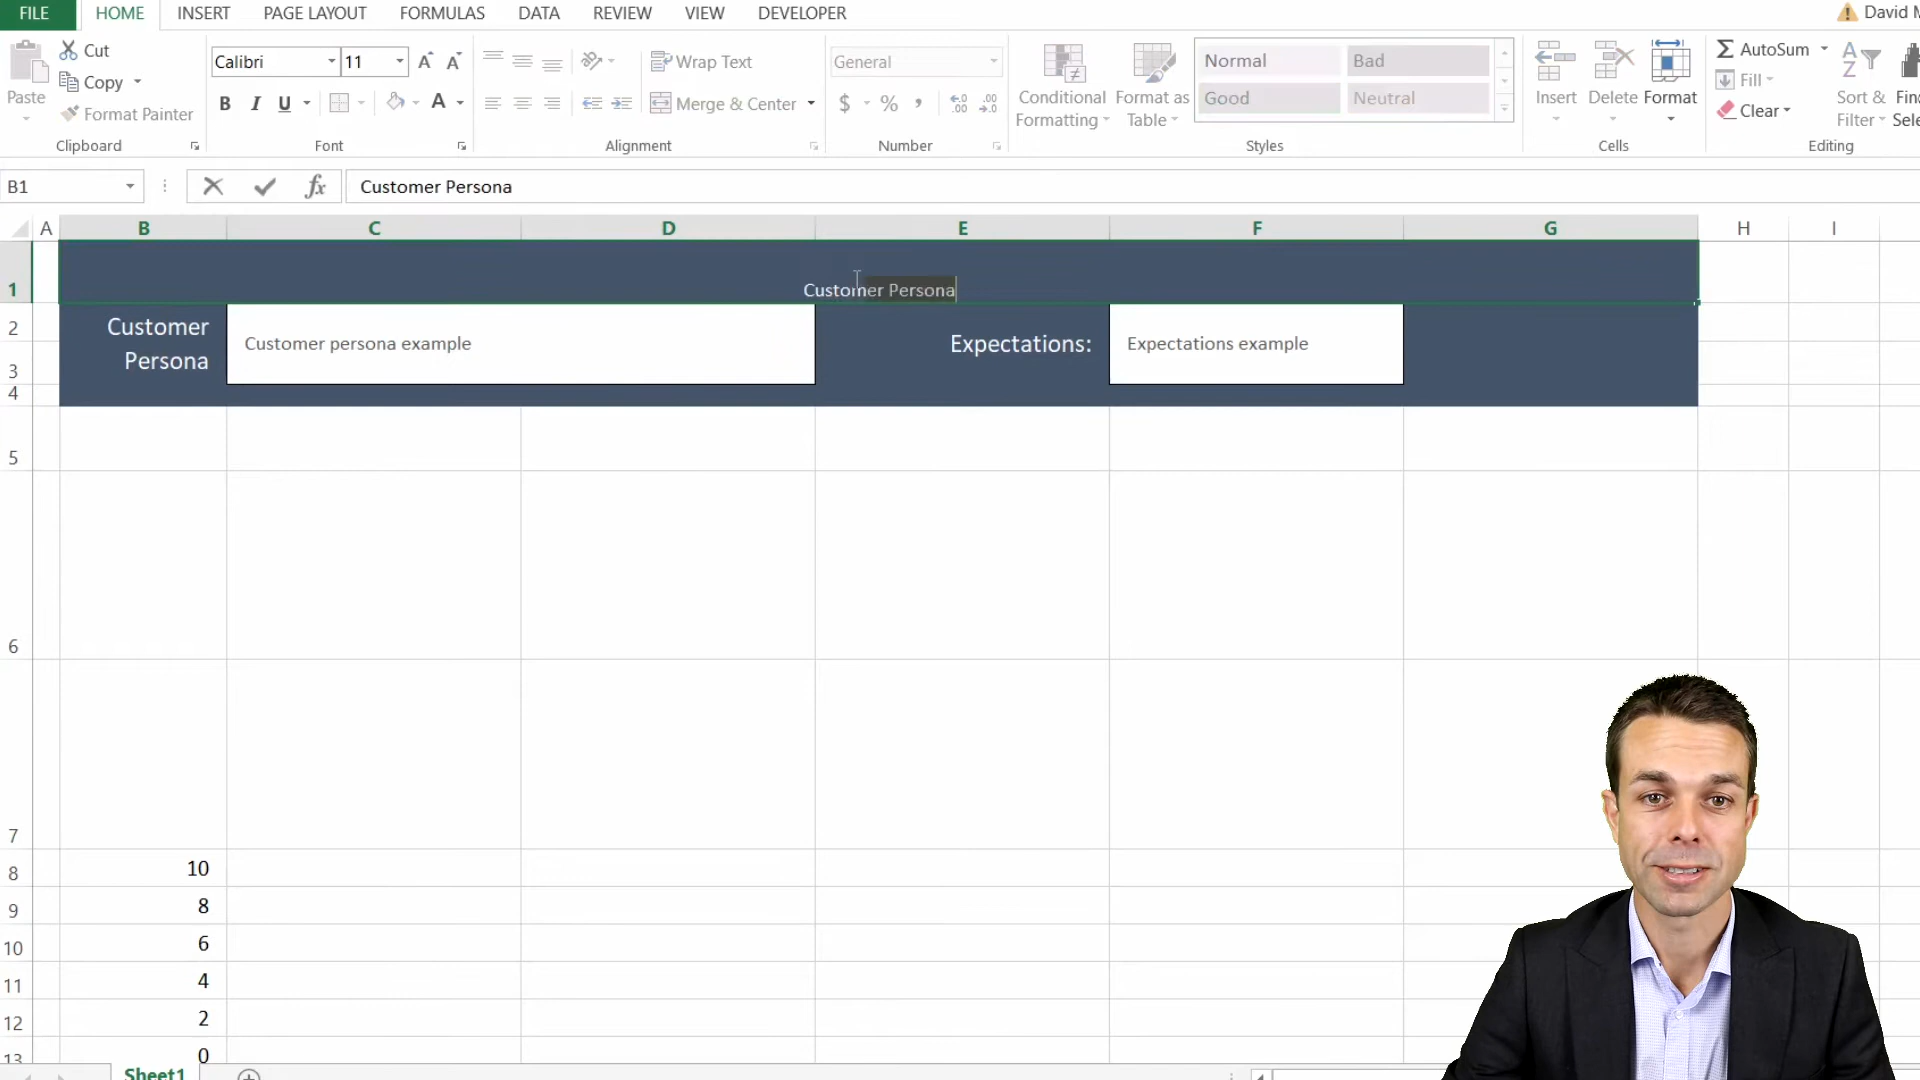 FILE HOME INSERT PAGE LAYOUT FORMULAS DATA REVIEW VIEW DEVELOPER David M
Paste Cut Copy Format Painter Clipboard
Calibri 11 B I U A Font
Wrap Text Merge & Center Alignment
General $ % , Number
Conditional Formatting Format as Table Normal Bad Good Neutral Styles
Insert Delete Format Cells
AutoSum Fill Clear Sort & Filter Editing
B1 fx Customer Persona
A B C D E F G H I
1 Customer Persona
2 Customer
Persona Customer persona example Expectations: Expectations example
3
4
5
6
7
8 10
9 8
10 6
11 4
12 2
13 0
Sheet1